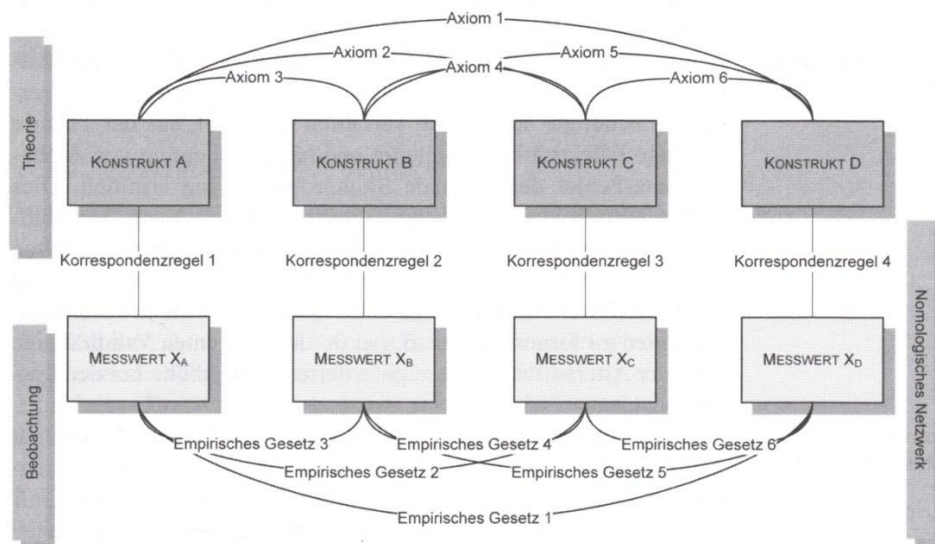 Axiom 1
Axiom 2
Axiom 5
Axiom 3
Axiom 4
Axiom 6
Theorie
KONSTRUKT A
KONSTRUKT B
KONSTRUKT C
KONSTRUKT D
Korrespondenzregel 1
Korrespondenzregel 2
Korrespondenzregel 3
Korrespondenzregel 4
Nomologisches Netzwerk
Beobachtung
MESSWERT XA
MESSWERT XB
MESSWERT XC
MESSWERT XD
Empirisches Gesetz 3
Empirisches Gesetz 4
Empirisches Gesetz 6
Empirisches Gesetz 2
Empirisches Gesetz 5
Empirisches Gesetz 1